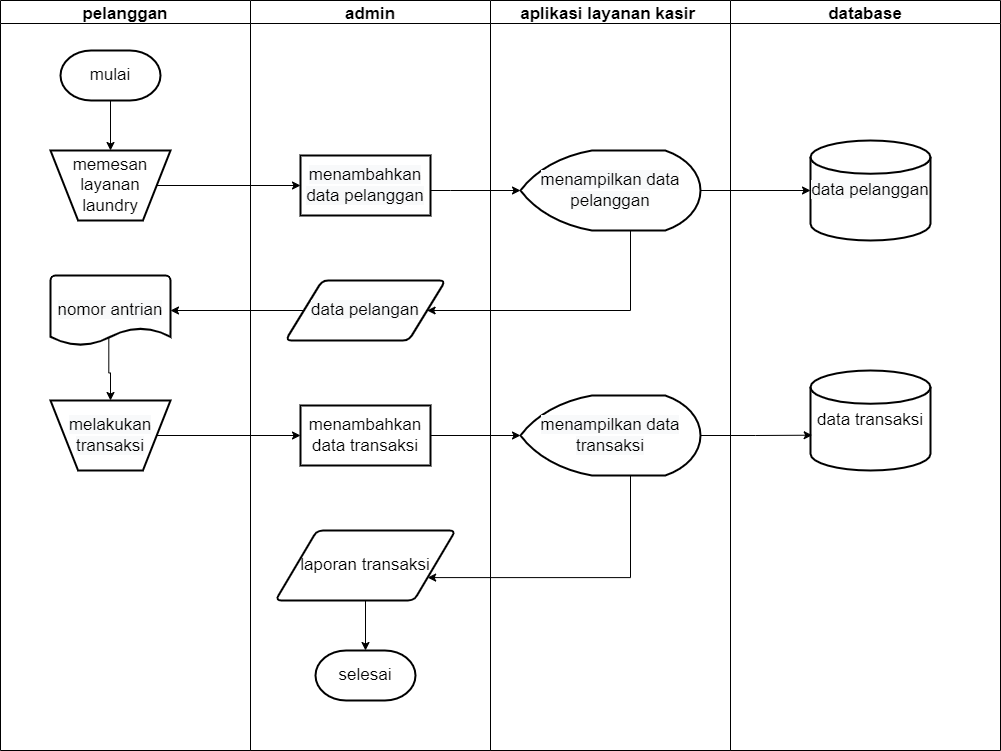 pelanggan
admin
aplikasi layanan kasir
database
mulai
memesan
layanan
laundry
menambahkan
data pelanggan
menampilkan data
pelanggan
data pelanggan
nomor antrian
data pelangan
melakukan
transaksi
menambahkan
data transaksi
menampilkan data
transaksi
data transaksi
laporan transaksi
selesai